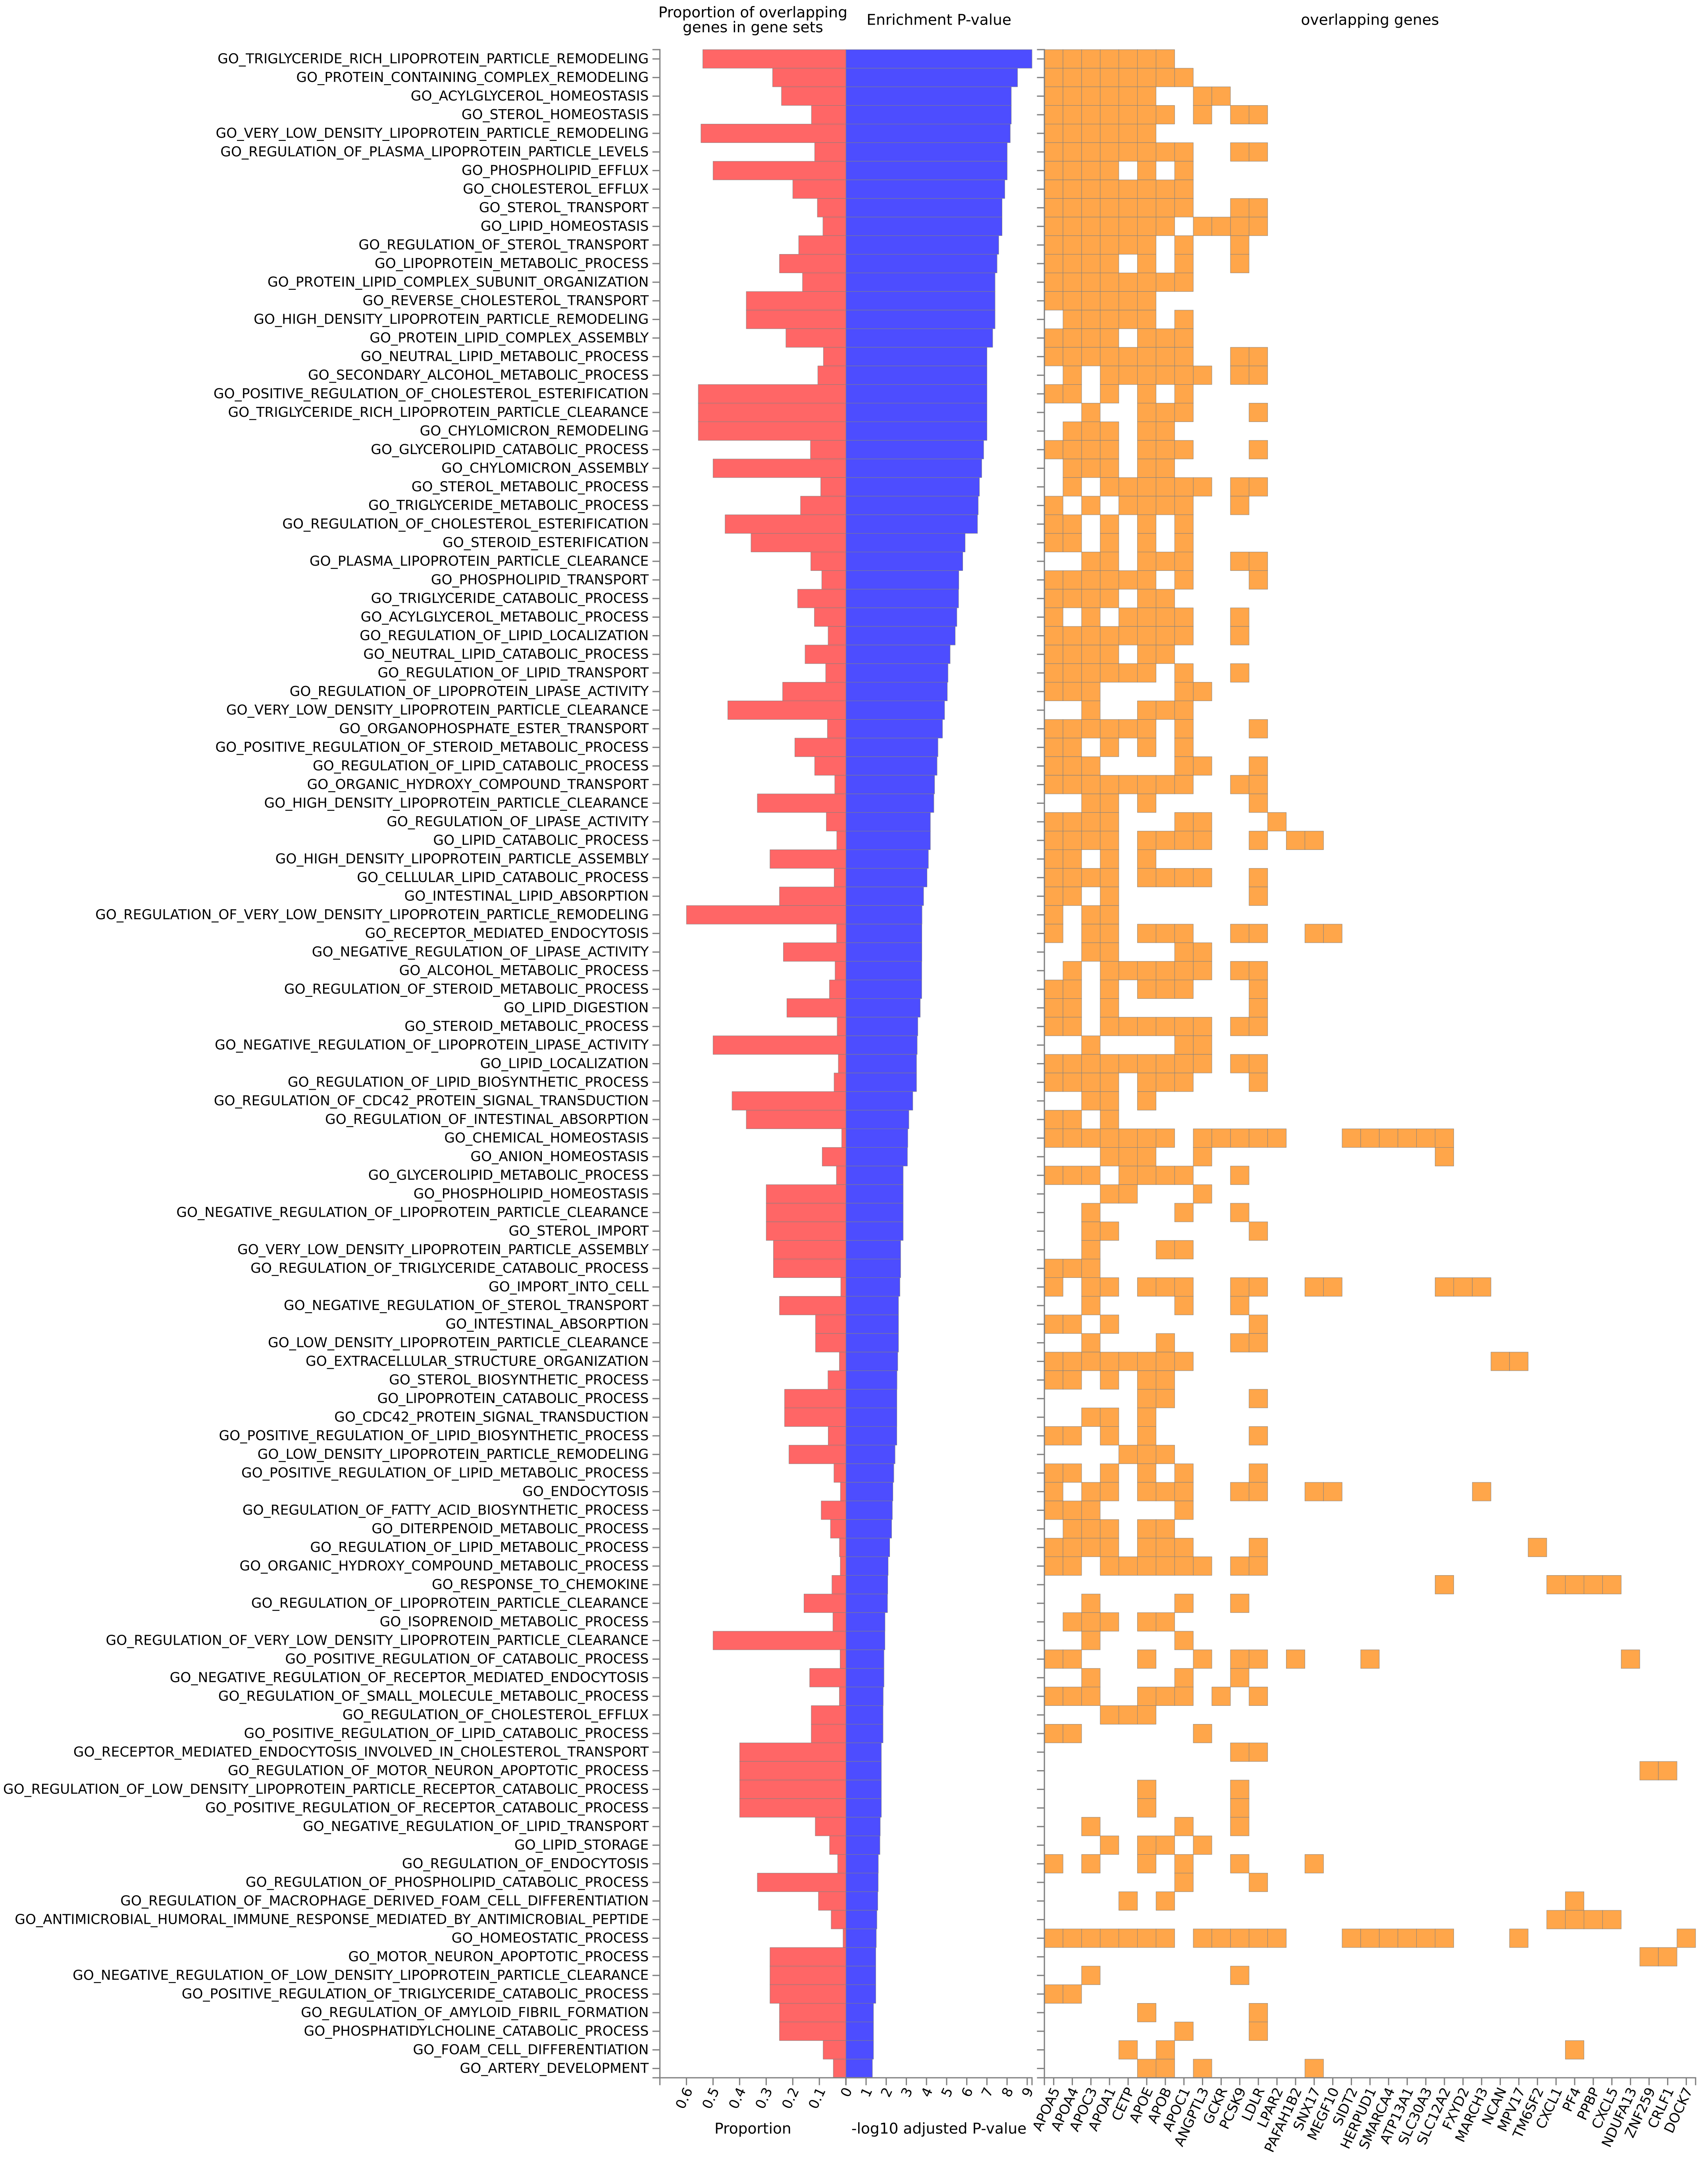 Proportion of overlapping
genes in gene sets
Enrichment P-value
overlapping genes
GO_TRIGLYCERIDE_RICH_LIPOPROTEIN_PARTICLE_REMODELING
GO_PROTEIN_CONTAINING_COMPLEX_REMODELING
GO_ACYLGLYCEROL_HOMEOSTASIS
GO_STEROL_HOMEOSTASIS
GO_VERY_LOW_DENSITY_LIPOPROTEIN_PARTICLE_REMODELING
GO_REGULATION_OF_PLASMA_LIPOPROTEIN_PARTICLE_LEVELS
GO_PHOSPHOLIPID_EFFLUX
GO_CHOLESTEROL_EFFLUX
GO_STEROL_TRANSPORT
GO_LIPID_HOMEOSTASIS
GO_REGULATION_OF_STEROL_TRANSPORT
GO_LIPOPROTEIN_METABOLIC_PROCESS
GO_PROTEIN_LIPID_COMPLEX_SUBUNIT_ORGANIZATION
GO_REVERSE_CHOLESTEROL_TRANSPORT
GO_HIGH_DENSITY_LIPOPROTEIN_PARTICLE_REMODELING
GO_PROTEIN_LIPID_COMPLEX_ASSEMBLY
GO_NEUTRAL_LIPID_METABOLIC_PROCESS
GO_SECONDARY_ALCOHOL_METABOLIC_PROCESS
GO_POSITIVE_REGULATION_OF_CHOLESTEROL_ESTERIFICATION
GO_TRIGLYCERIDE_RICH_LIPOPROTEIN_PARTICLE_CLEARANCE
GO_CHYLOMICRON_REMODELING
GO_GLYCEROLIPID_CATABOLIC_PROCESS
GO_CHYLOMICRON_ASSEMBLY
GO_STEROL_METABOLIC_PROCESS
GO_TRIGLYCERIDE_METABOLIC_PROCESS
GO_REGULATION_OF_CHOLESTEROL_ESTERIFICATION
GO_STEROID_ESTERIFICATION
GO_PLASMA_LIPOPROTEIN_PARTICLE_CLEARANCE
GO_PHOSPHOLIPID_TRANSPORT
GO_TRIGLYCERIDE_CATABOLIC_PROCESS
GO_ACYLGLYCEROL_METABOLIC_PROCESS
GO_REGULATION_OF_LIPID_LOCALIZATION
GO_NEUTRAL_LIPID_CATABOLIC_PROCESS
GO_REGULATION_OF_LIPID_TRANSPORT
GO_REGULATION_OF_LIPOPROTEIN_LIPASE_ACTIVITY
GO_VERY_LOW_DENSITY_LIPOPROTEIN_PARTICLE_CLEARANCE
GO_ORGANOPHOSPHATE_ESTER_TRANSPORT
GO_POSITIVE_REGULATION_OF_STEROID_METABOLIC_PROCESS
GO_REGULATION_OF_LIPID_CATABOLIC_PROCESS
GO_ORGANIC_HYDROXY_COMPOUND_TRANSPORT
GO_HIGH_DENSITY_LIPOPROTEIN_PARTICLE_CLEARANCE
GO_REGULATION_OF_LIPASE_ACTIVITY
GO_LIPID_CATABOLIC_PROCESS
GO_HIGH_DENSITY_LIPOPROTEIN_PARTICLE_ASSEMBLY
GO_CELLULAR_LIPID_CATABOLIC_PROCESS
GO_INTESTINAL_LIPID_ABSORPTION
GO_REGULATION_OF_VERY_LOW_DENSITY_LIPOPROTEIN_PARTICLE_REMODELING
GO_RECEPTOR_MEDIATED_ENDOCYTOSIS
GO_NEGATIVE_REGULATION_OF_LIPASE_ACTIVITY
GO_ALCOHOL_METABOLIC_PROCESS
GO_REGULATION_OF_STEROID_METABOLIC_PROCESS
GO_LIPID_DIGESTION
GO_STEROID_METABOLIC_PROCESS
GO_NEGATIVE_REGULATION_OF_LIPOPROTEIN_LIPASE_ACTIVITY
GO_LIPID_LOCALIZATION
GO_REGULATION_OF_LIPID_BIOSYNTHETIC_PROCESS
GO_REGULATION_OF_CDC42_PROTEIN_SIGNAL_TRANSDUCTION
GO_REGULATION_OF_INTESTINAL_ABSORPTION
GO_CHEMICAL_HOMEOSTASIS
GO_ANION_HOMEOSTASIS
GO_GLYCEROLIPID_METABOLIC_PROCESS
GO_PHOSPHOLIPID_HOMEOSTASIS
GO_NEGATIVE_REGULATION_OF_LIPOPROTEIN_PARTICLE_CLEARANCE
GO_STEROL_IMPORT
GO_VERY_LOW_DENSITY_LIPOPROTEIN_PARTICLE_ASSEMBLY
GO_REGULATION_OF_TRIGLYCERIDE_CATABOLIC_PROCESS
GO_IMPORT_INTO_CELL
GO_NEGATIVE_REGULATION_OF_STEROL_TRANSPORT
GO_INTESTINAL_ABSORPTION
GO_LOW_DENSITY_LIPOPROTEIN_PARTICLE_CLEARANCE
GO_EXTRACELLULAR_STRUCTURE_ORGANIZATION
GO_STEROL_BIOSYNTHETIC_PROCESS
GO_LIPOPROTEIN_CATABOLIC_PROCESS
GO_CDC42_PROTEIN_SIGNAL_TRANSDUCTION
GO_POSITIVE_REGULATION_OF_LIPID_BIOSYNTHETIC_PROCESS
GO_LOW_DENSITY_LIPOPROTEIN_PARTICLE_REMODELING
GO_POSITIVE_REGULATION_OF_LIPID_METABOLIC_PROCESS
GO_ENDOCYTOSIS
GO_REGULATION_OF_FATTY_ACID_BIOSYNTHETIC_PROCESS
GO_DITERPENOID_METABOLIC_PROCESS
GO_REGULATION_OF_LIPID_METABOLIC_PROCESS
GO_ORGANIC_HYDROXY_COMPOUND_METABOLIC_PROCESS
GO_RESPONSE_TO_CHEMOKINE
GO_REGULATION_OF_LIPOPROTEIN_PARTICLE_CLEARANCE
GO_ISOPRENOID_METABOLIC_PROCESS
GO_REGULATION_OF_VERY_LOW_DENSITY_LIPOPROTEIN_PARTICLE_CLEARANCE
GO_POSITIVE_REGULATION_OF_CATABOLIC_PROCESS
GO_NEGATIVE_REGULATION_OF_RECEPTOR_MEDIATED_ENDOCYTOSIS
GO_REGULATION_OF_SMALL_MOLECULE_METABOLIC_PROCESS
GO_REGULATION_OF_CHOLESTEROL_EFFLUX
GO_POSITIVE_REGULATION_OF_LIPID_CATABOLIC_PROCESS
GO_RECEPTOR_MEDIATED_ENDOCYTOSIS_INVOLVED_IN_CHOLESTEROL_TRANSPORT
GO_REGULATION_OF_MOTOR_NEURON_APOPTOTIC_PROCESS
GO_REGULATION_OF_LOW_DENSITY_LIPOPROTEIN_PARTICLE_RECEPTOR_CATABOLIC_PROCESS
GO_POSITIVE_REGULATION_OF_RECEPTOR_CATABOLIC_PROCESS
GO_NEGATIVE_REGULATION_OF_LIPID_TRANSPORT
GO_LIPID_STORAGE
GO_REGULATION_OF_ENDOCYTOSIS
GO_REGULATION_OF_PHOSPHOLIPID_CATABOLIC_PROCESS
GO_REGULATION_OF_MACROPHAGE_DERIVED_FOAM_CELL_DIFFERENTIATION
GO_ANTIMICROBIAL_HUMORAL_IMMUNE_RESPONSE_MEDIATED_BY_ANTIMICROBIAL_PEPTIDE
GO_HOMEOSTATIC_PROCESS
GO_MOTOR_NEURON_APOPTOTIC_PROCESS
GO_NEGATIVE_REGULATION_OF_LOW_DENSITY_LIPOPROTEIN_PARTICLE_CLEARANCE
GO_POSITIVE_REGULATION_OF_TRIGLYCERIDE_CATABOLIC_PROCESS
GO_REGULATION_OF_AMYLOID_FIBRIL_FORMATION
GO_PHOSPHATIDYLCHOLINE_CATABOLIC_PROCESS
GO_FOAM_CELL_DIFFERENTIATION
GO_ARTERY_DEVELOPMENT
0.6 0.5 0.4 0.3 0.2 0.1 0 1 2 3 4 5 6 7 8 9
APOA5 APOA4 APOC3 APOA1 CETP APOE APOB APOC1 ANGPTL3 GCKR PCSK9 LDLR LPAR2 PAFAH1B2 SNX17 MEGF10 SIDT2 HERPUD1 SMARCA4 ATP13A1 SLC30A3 SLC12A2 FXYD2 MARCH3 NCAN MPV17 TM6SF2 CXCL1 PF4 PPBP CXCL5 NDUFA13 ZNF259 CRLF1 DOCK7
Proportion
-log10 adjusted P-value